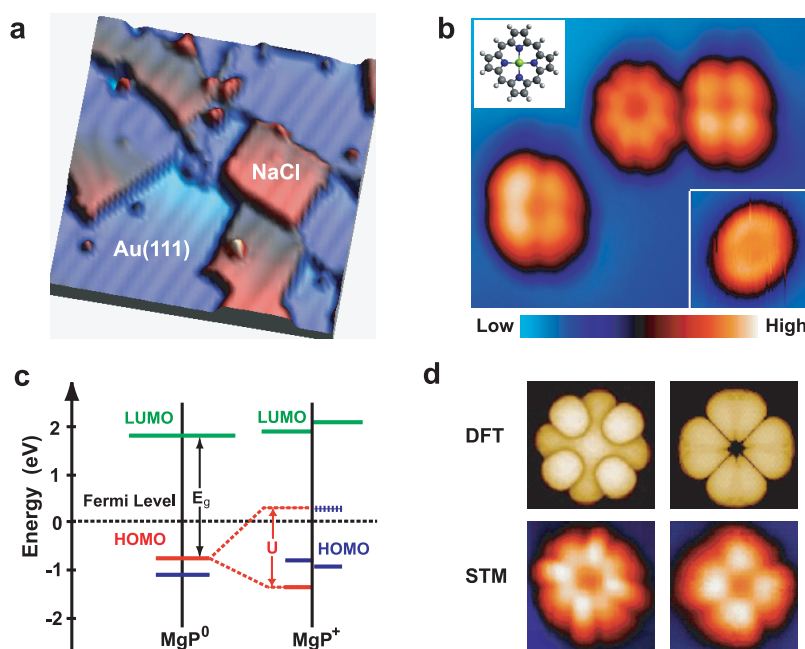 a
NaCl
Au(111)
b
Low
High
c
Energy (eV)
2
1
0
-1
-2
LUMO
LUMO
Fermi Level
E_g
HOMO
U
HOMO
MgP⁰
MgP⁺
d
DFT
STM